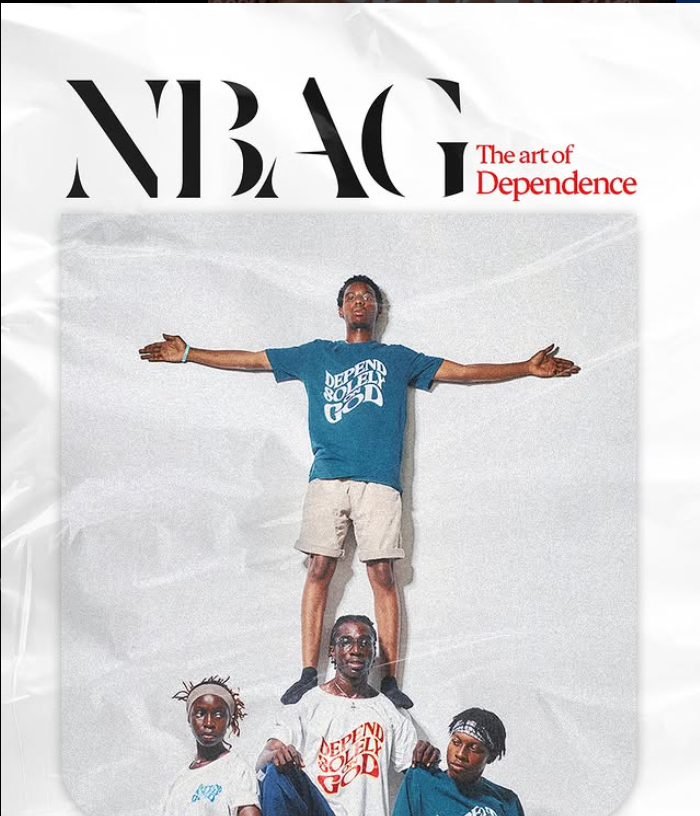 NBAG
The art of
Dependence
DEPEND
SOLELY
ON
GOD
DEPEND
SOLELY
ON
GOD